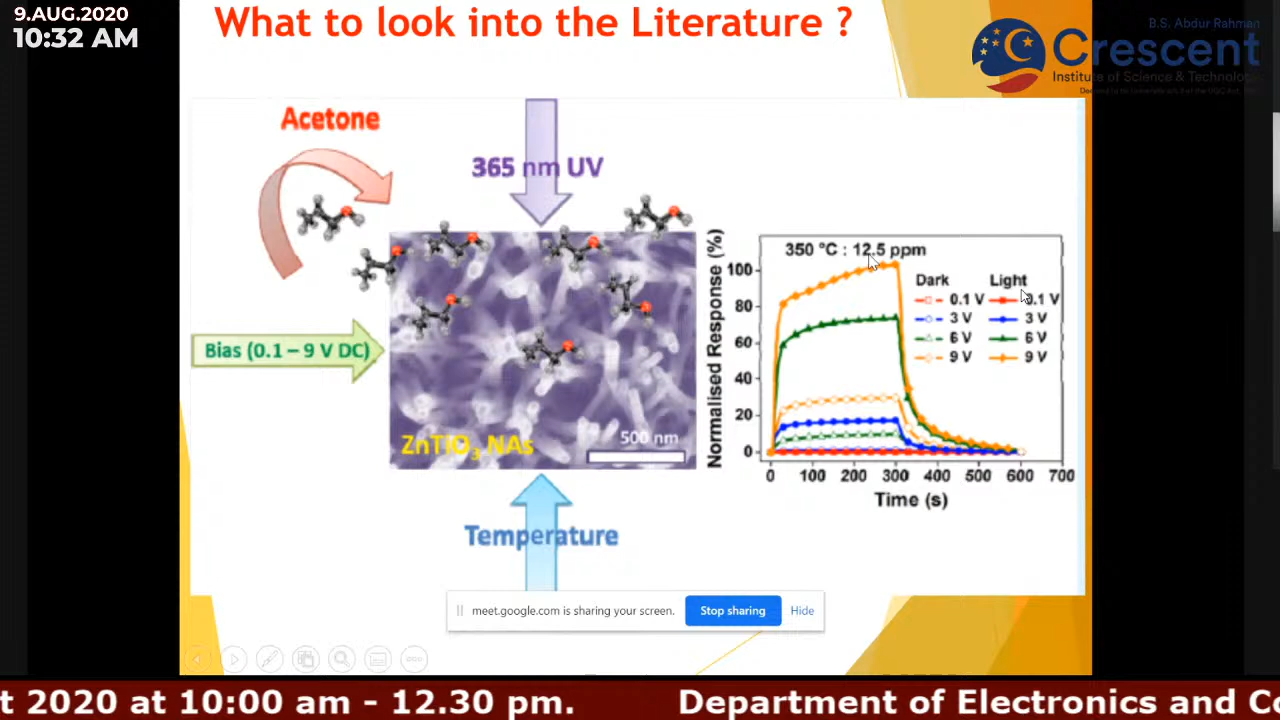 9.AUG.2020
10:32 AM
What to look into the Literature ?
B.S. Abdur Rahman
Crescent
Institute of Science & Technology
Acetone
365 nm UV
Bias (0.1 – 9 V DC)
ZnTiO3 NAs
500 nm
Temperature
Normalised Response (%)
350 °C : 12.5 ppm
Dark Light
0.1 V 0.1 V
3 V 3 V
6 V 6 V
9 V 9 V
100
80
60
40
20
0
0 100 200 300 400 500 600 700
Time (s)
meet.google.com is sharing your screen. Stop sharing Hide
t 2020 at 10:00 am - 12.30 pm. Department of Electronics and Co